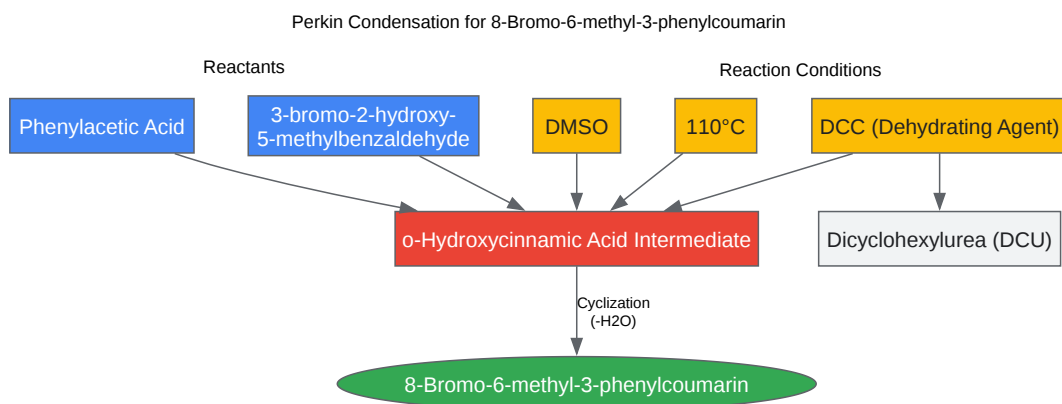 Perkin Condensation for 8-Bromo-6-methyl-3-phenylcoumarin
Reactants
Reaction Conditions
Phenylacetic Acid
3-bromo-2-hydroxy-
5-methylbenzaldehyde
DMSO
110°C
DCC (Dehydrating Agent)
o-Hydroxycinnamic Acid Intermediate
Dicyclohexylurea (DCU)
Cyclization
(-H2O)
8-Bromo-6-methyl-3-phenylcoumarin